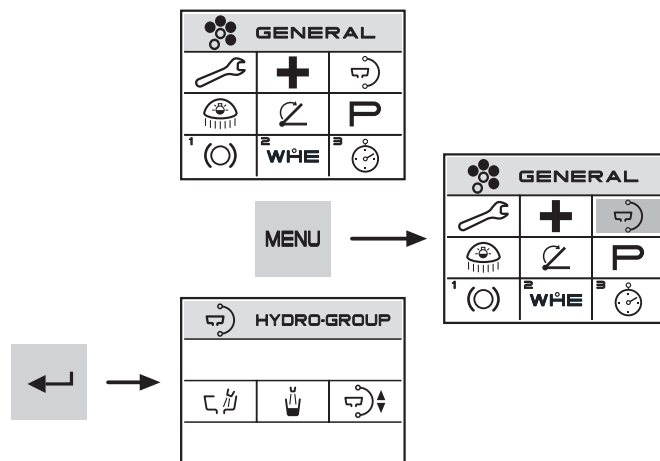 GENERAL
P
1 2 WHE 3
MENU
GENERAL
P
1 2 WHE 3
HYDRO-GROUP